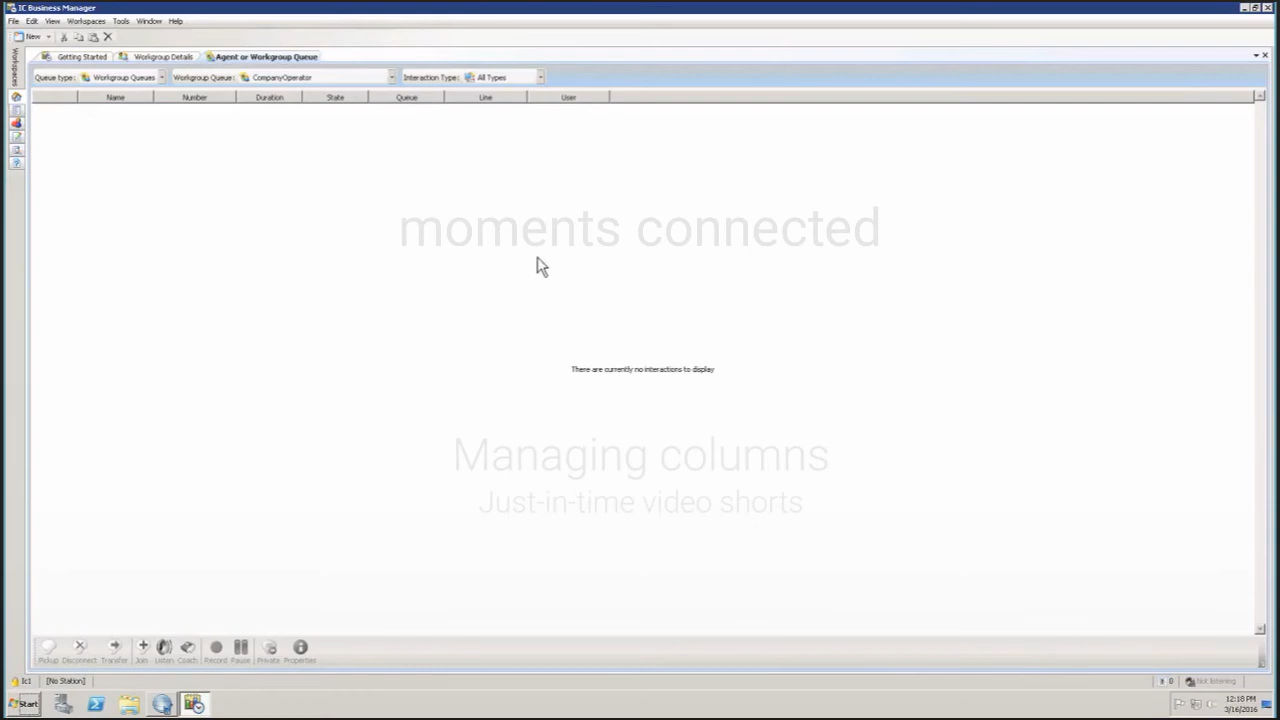 IC Business Manager
File Edit View Workspaces Tools Window Help
New
Workspaces
Getting Started Workgroup Details Agent or Workgroup Queue
Queue type: Workgroup Queues Workgroup Queue: CompanyOperator Interaction Type: All Types
Name Number Duration State Queue Line User
moments connected
There are currently no interactions to display
Managing columns
Just-in-time video shorts
Pickup Disconnect Transfer Join Listen Coach Record Pause Private Properties
Ic1 [No Station] 0 Not listening
Start
12:18 PM
3/16/2016